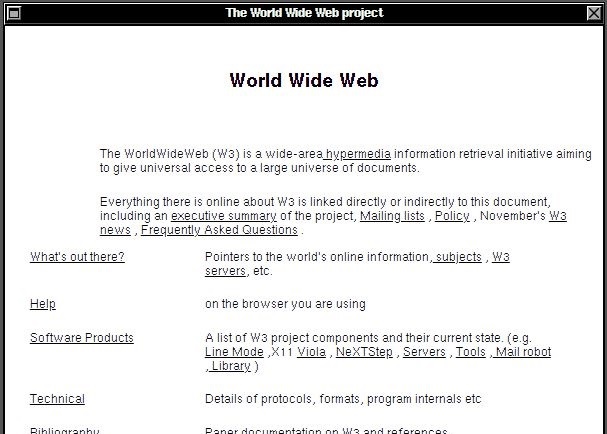 The World Wide Web project
World Wide Web
The WorldWideWeb (W3) is a wide-area hypermedia information retrieval initiative aiming
to give universal access to a large universe of documents.
Everything there is online about W3 is linked directly or indirectly to this document,
including an executive summary of the project, Mailing lists , Policy , November's W3
news , Frequently Asked Questions .
What's out there? Pointers to the world's online information, subjects , W3
servers, etc.
Help on the browser you are using
Software Products A list of W3 project components and their current state. (e.g.
Line Mode ,X11 Viola , NeXTStep , Servers , Tools , Mail robot
, Library )
Technical Details of protocols, formats, program internals etc
Bibliography Paper documentation on W3 and references.